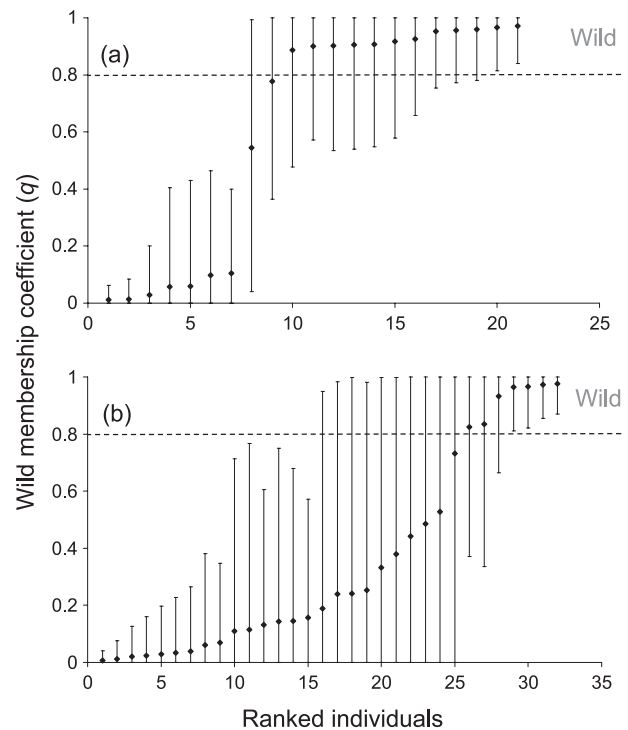 1
(a)
Wild
0.8
0.6
0.4
0.2
0
0 5 10 15 20 25
Wild membership coefficient (q)
1
(b)
Wild
0.8
0.6
0.4
0.2
0
0 5 10 15 20 25 30 35
Ranked individuals